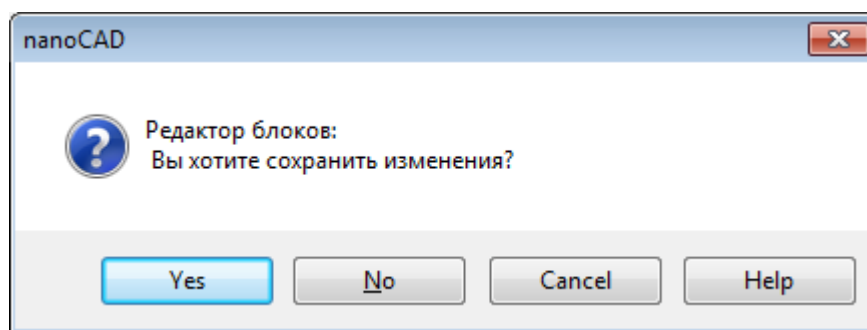 nanoCAD
Редактор блоков:
Вы хотите сохранить изменения?
Yes
No
Cancel
Help